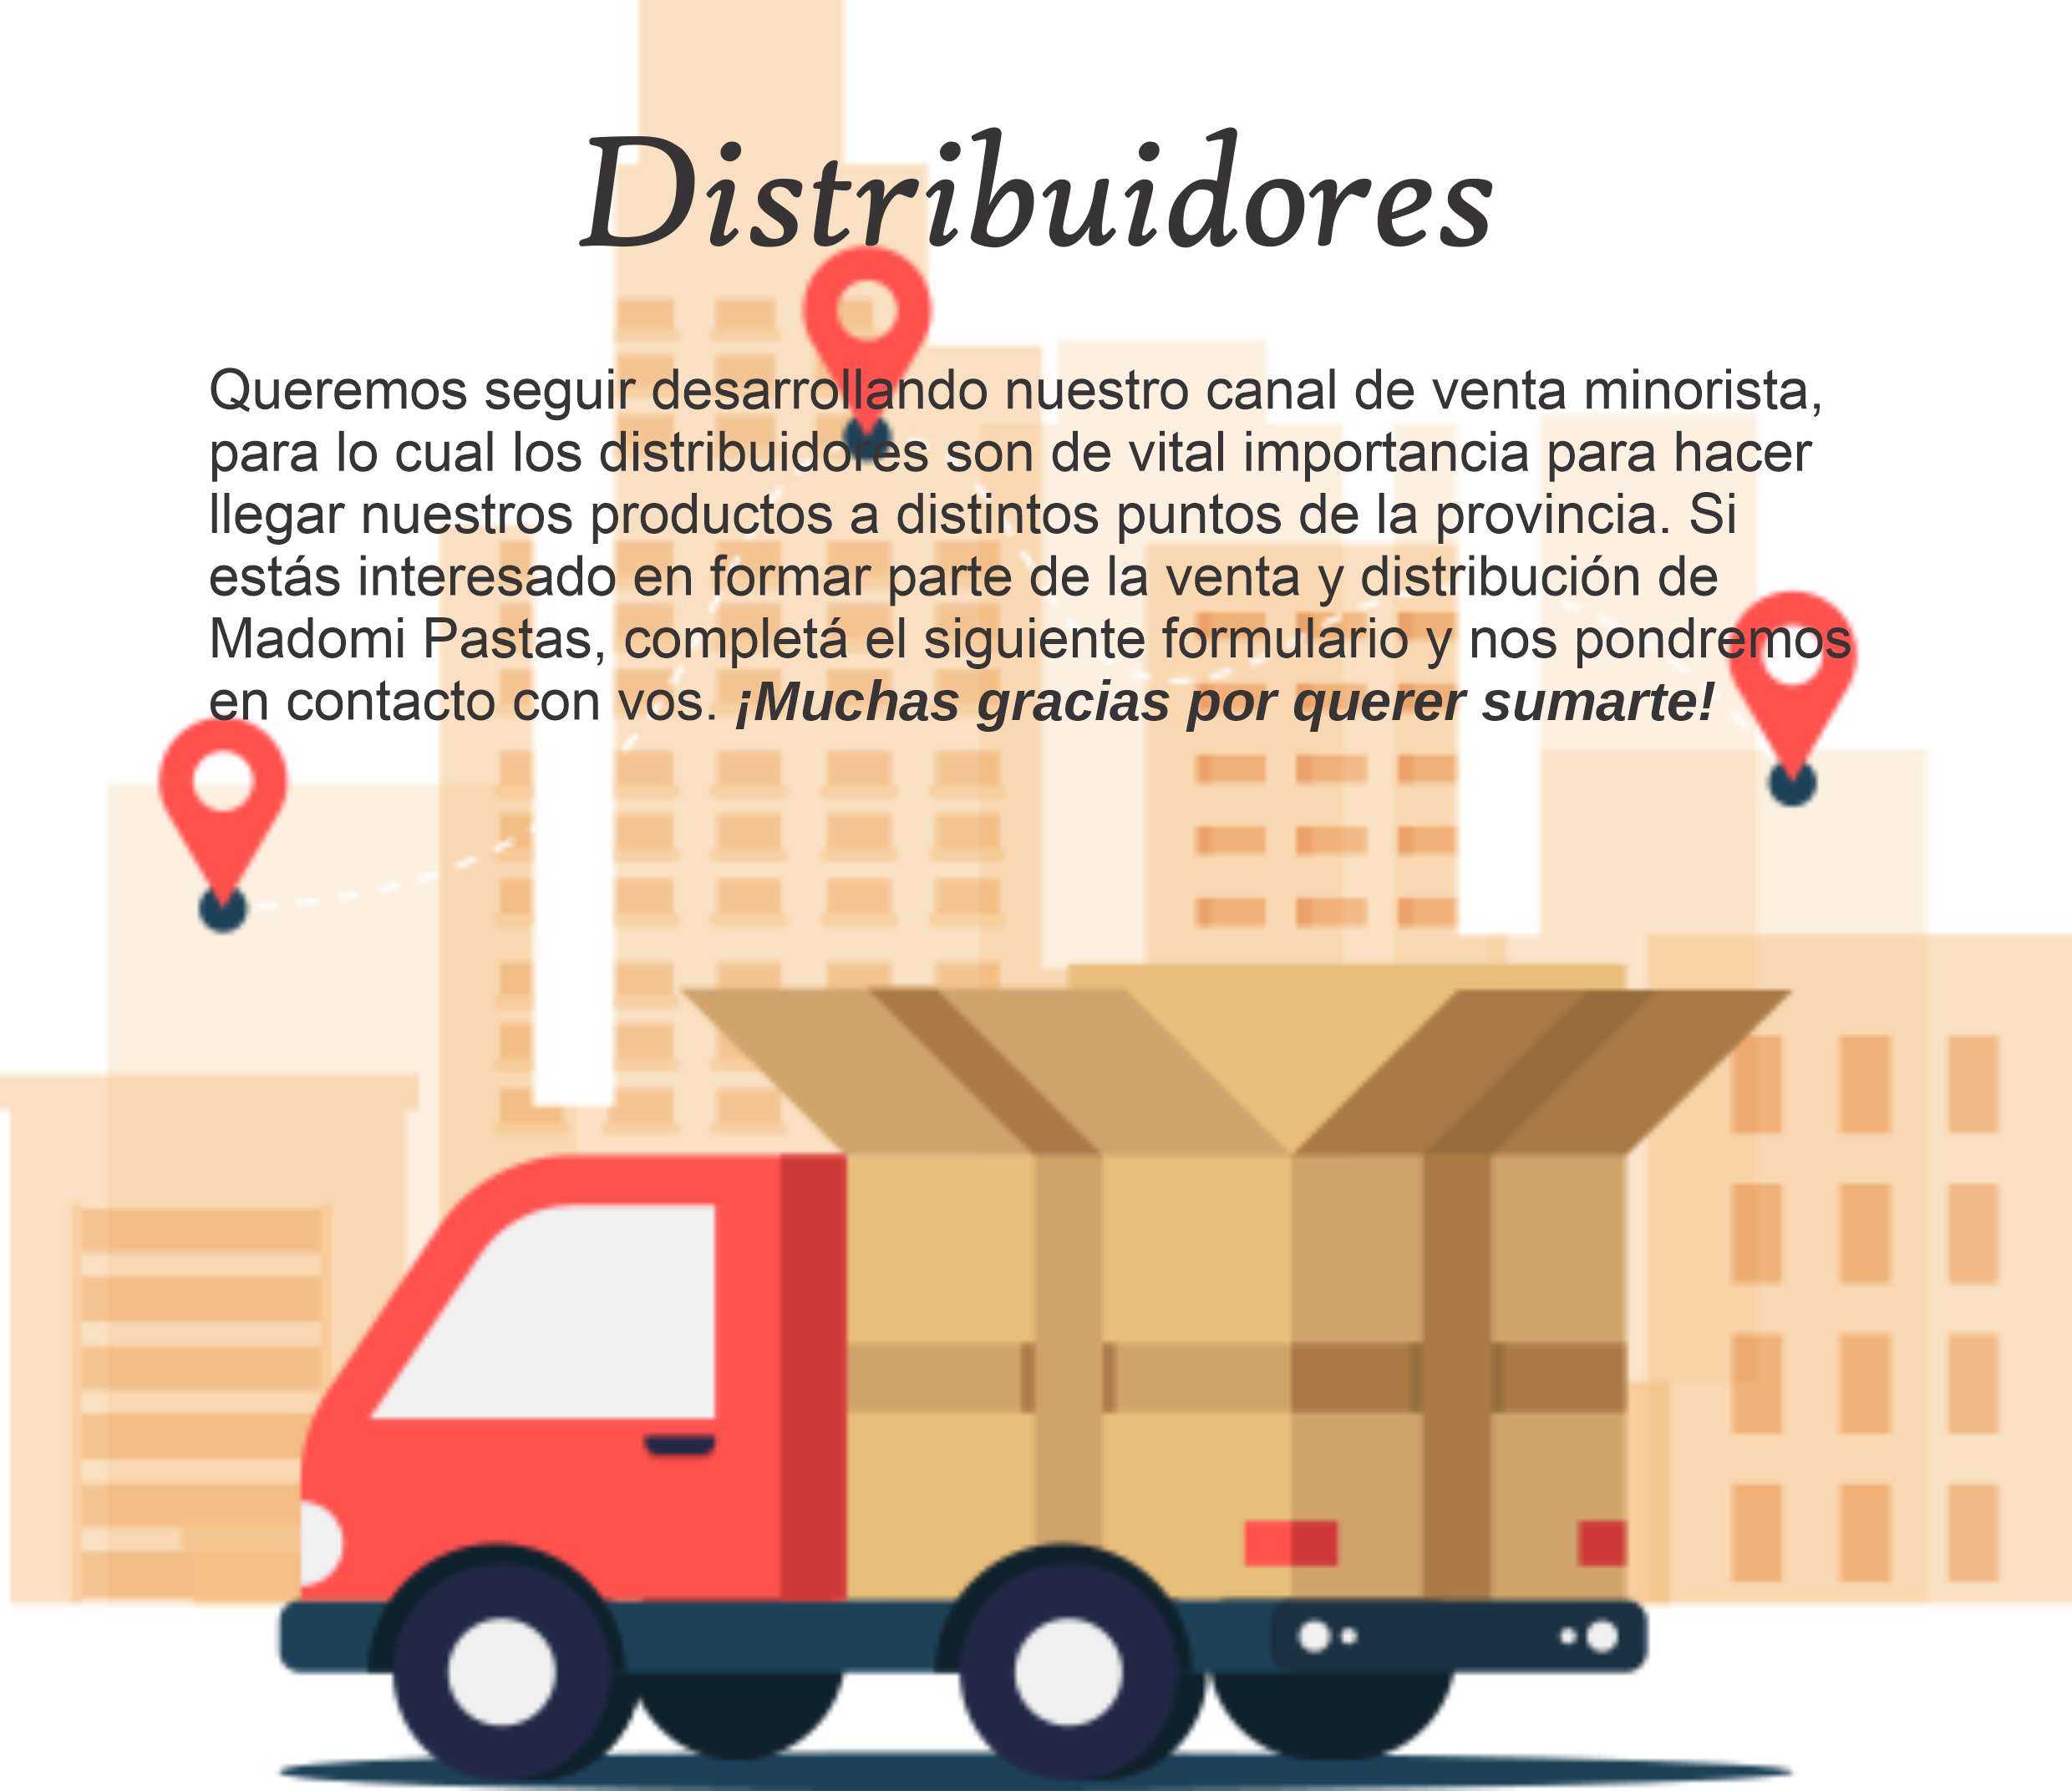 Distribuidores
Queremos seguir desarrollando nuestro canal de venta minorista,
para lo cual los distribuidores son de vital importancia para hacer
llegar nuestros productos a distintos puntos de la provincia. Si
estás interesado en formar parte de la venta y distribución de
Madomi Pastas, completá el siguiente formulario y nos pondremos
en contacto con vos. ¡Muchas gracias por querer sumarte!